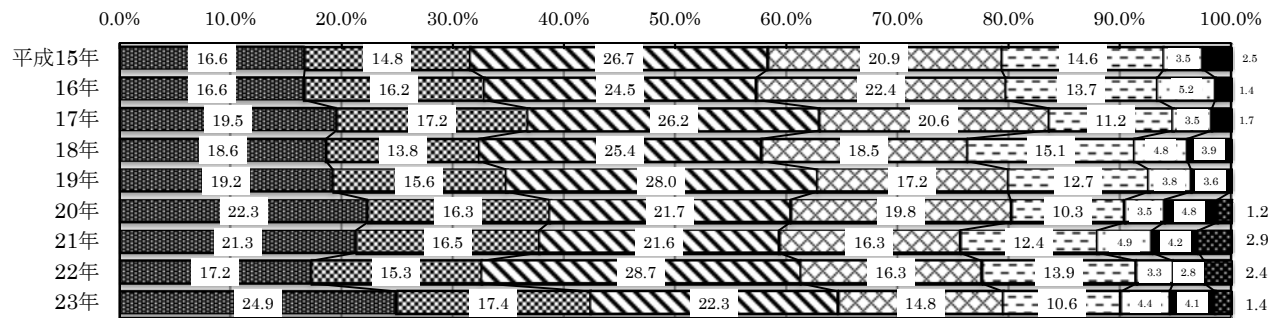 0.0% 10.0% 20.0% 30.0% 40.0% 50.0% 60.0% 70.0% 80.0% 90.0% 100.0%
平成15年 16.6 14.8 26.7 20.9 14.6 3.5 2.5
16年 16.6 16.2 24.5 22.4 13.7 5.2 1.4
17年 19.5 17.2 26.2 20.6 11.2 3.5 1.7
18年 18.6 13.8 25.4 18.5 15.1 4.8 3.9
19年 19.2 15.6 28.0 17.2 12.7 3.8 3.6
20年 22.3 16.3 21.7 19.8 10.3 3.5 4.8 1.2
21年 21.3 16.5 21.6 16.3 12.4 4.9 4.2 2.9
22年 17.2 15.3 28.7 16.3 13.9 3.3 2.8 2.4
23年 24.9 17.4 22.3 14.8 10.6 4.4 4.1 1.4